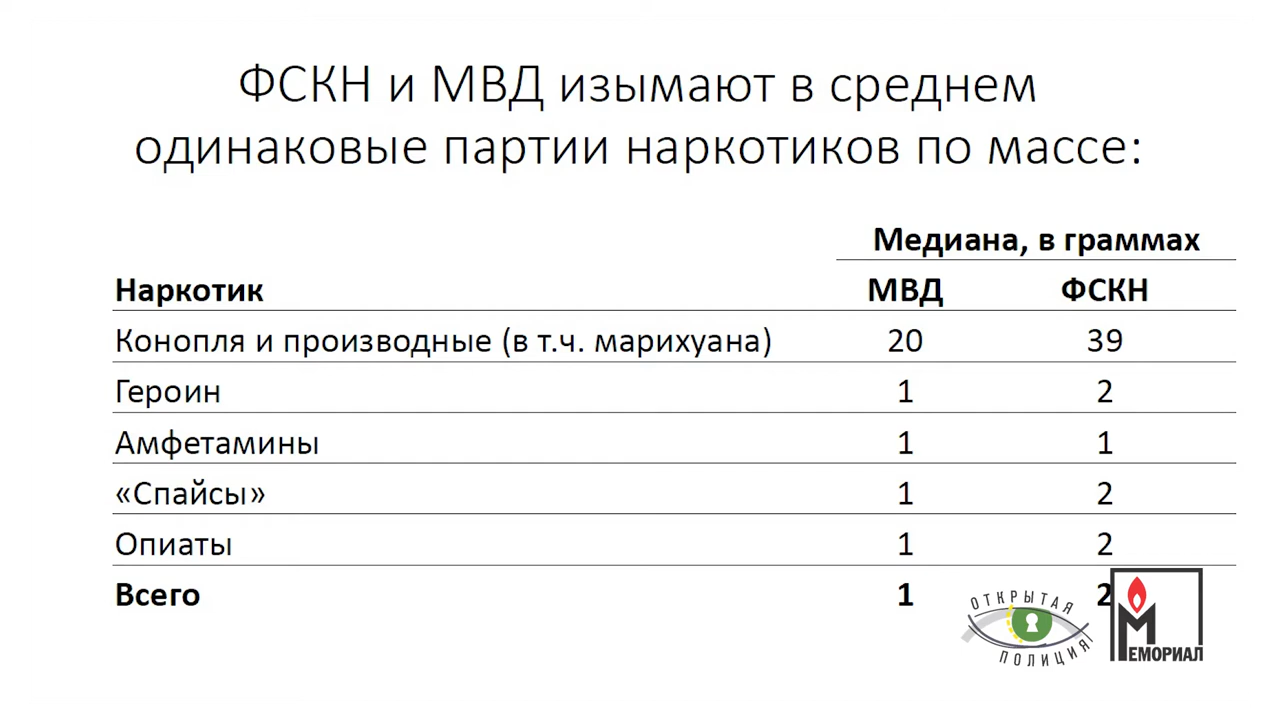 ФСКН и МВД изымают в среднем
одинаковые партии наркотиков по массе:
Медиана, в граммах
Наркотик МВД ФСКН
Конопля и производные (в т.ч. марихуана) 20 39
Героин 1 2
Амфетамины 1 1
«Спайсы» 1 2
Опиаты 1 2
Всего 1 2
ОТКРЫТАЯ
ПОЛИЦИЯ
МЕМОРИАЛ